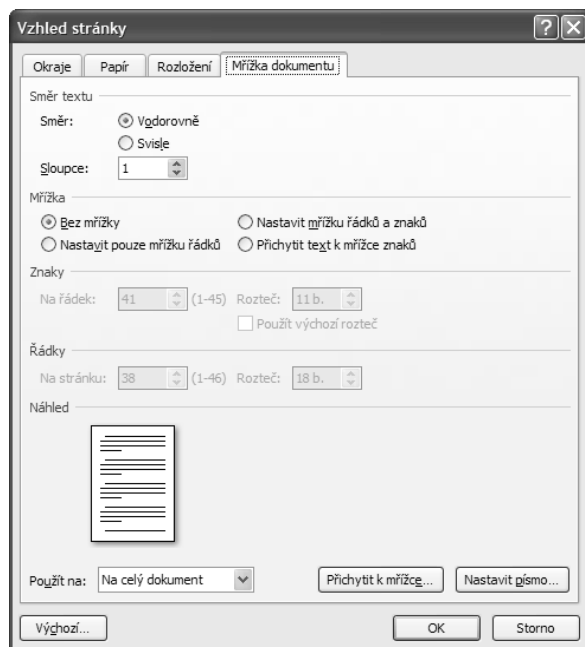 Vzhled stránky
Okraje Papír Rozložení Mřížka dokumentu
Směr textu
Směr: Vodorovně
Svisle
Sloupce: 1
Mřížka
Bez mřížky Nastavit mřížku řádků a znaků
Nastavit pouze mřížku řádků Přichytit text k mřížce znaků
Znaky
Na řádek: 41 (1-45) Rozteč: 11 b.
Použít výchozí rozteč
Řádky
Na stránku: 38 (1-46) Rozteč: 18 b.
Náhled
Použít na: Na celý dokument Přichytit k mřížce... Nastavit písmo...
Výchozí... OK Storno